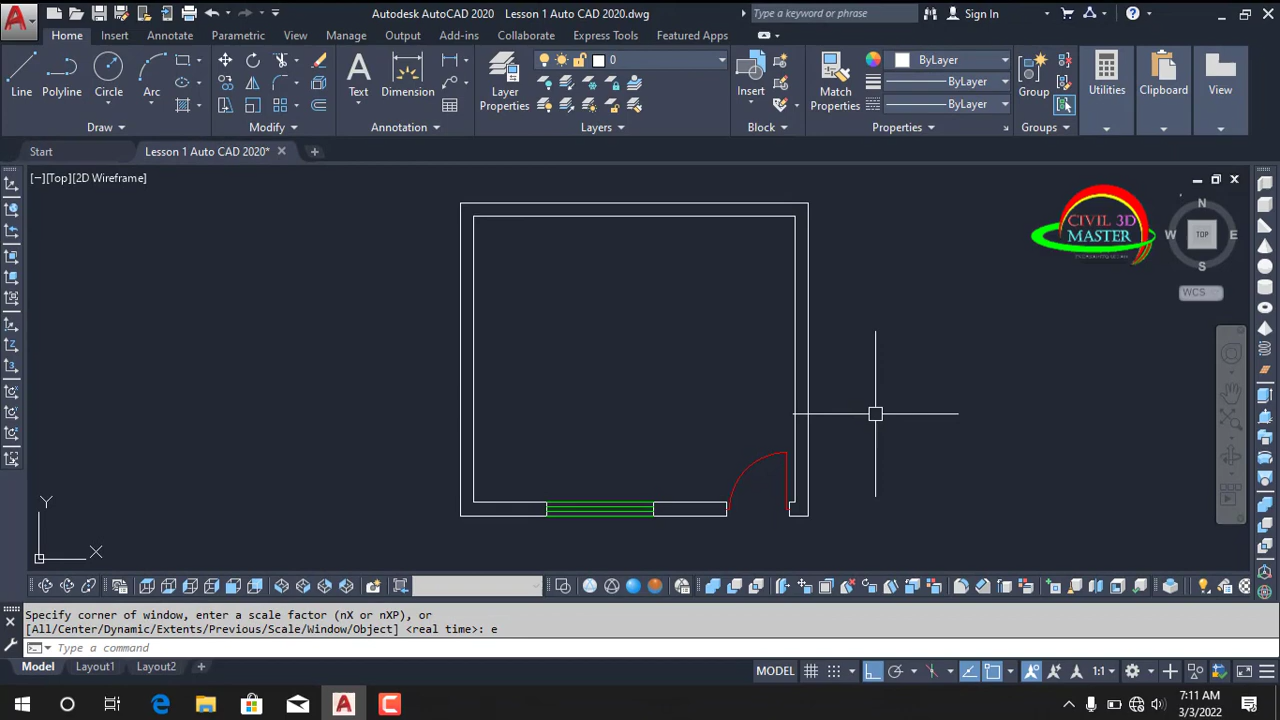 Autodesk AutoCAD 2020 Lesson 1 Auto CAD 2020.dwg
Type a keyword or phrase
Sign In
Home Insert Annotate Parametric View Manage Output Add-ins Collaborate Express Tools Featured Apps
Line
Polyline
Circle
Arc
Draw
Modify
Text
Dimension
Annotation
Layer
Properties
0
Layers
Insert
Block
Match
Properties
ByLayer
ByLayer
ByLayer
Properties
Group
Groups
Utilities
Clipboard
View
Start
Lesson 1 Auto CAD 2020*
[−][Top][2D Wireframe]
CIVIL 3D
MASTER
N
W
TOP
E
S
WCS
Y
X
Specify corner of window, enter a scale factor (nX or nXP), or
[All/Center/Dynamic/Extents/Previous/Scale/Window/Object] <real time>: e
Type a command
Model Layout1 Layout2
MODEL
1:1
7:11 AM
3/3/2022